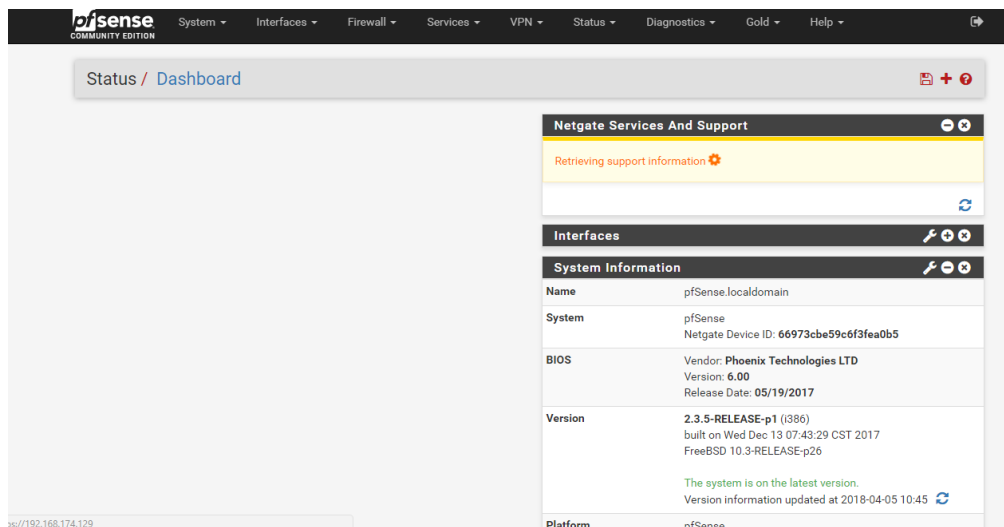 pfsense System Interfaces Firewall Services VPN Status Diagnostics Gold Help
COMMUNITY EDITION
Status / Dashboard
Netgate Services And Support
Retrieving support information
Interfaces
System Information
Name pfSense.localdomain
System pfSense
Netgate Device ID: 66973cbe59c6f3fea0b5
BIOS Vendor: Phoenix Technologies LTD
Version: 6.00
Release Date: 05/19/2017
Version 2.3.5-RELEASE-p1 (i386)
built on Wed Dec 13 07:43:29 CST 2017
FreeBSD 10.3-RELEASE-p26
The system is on the latest version.
Version information updated at 2018-04-05 10:45
Platform pfSense
ps://192.168.174.129